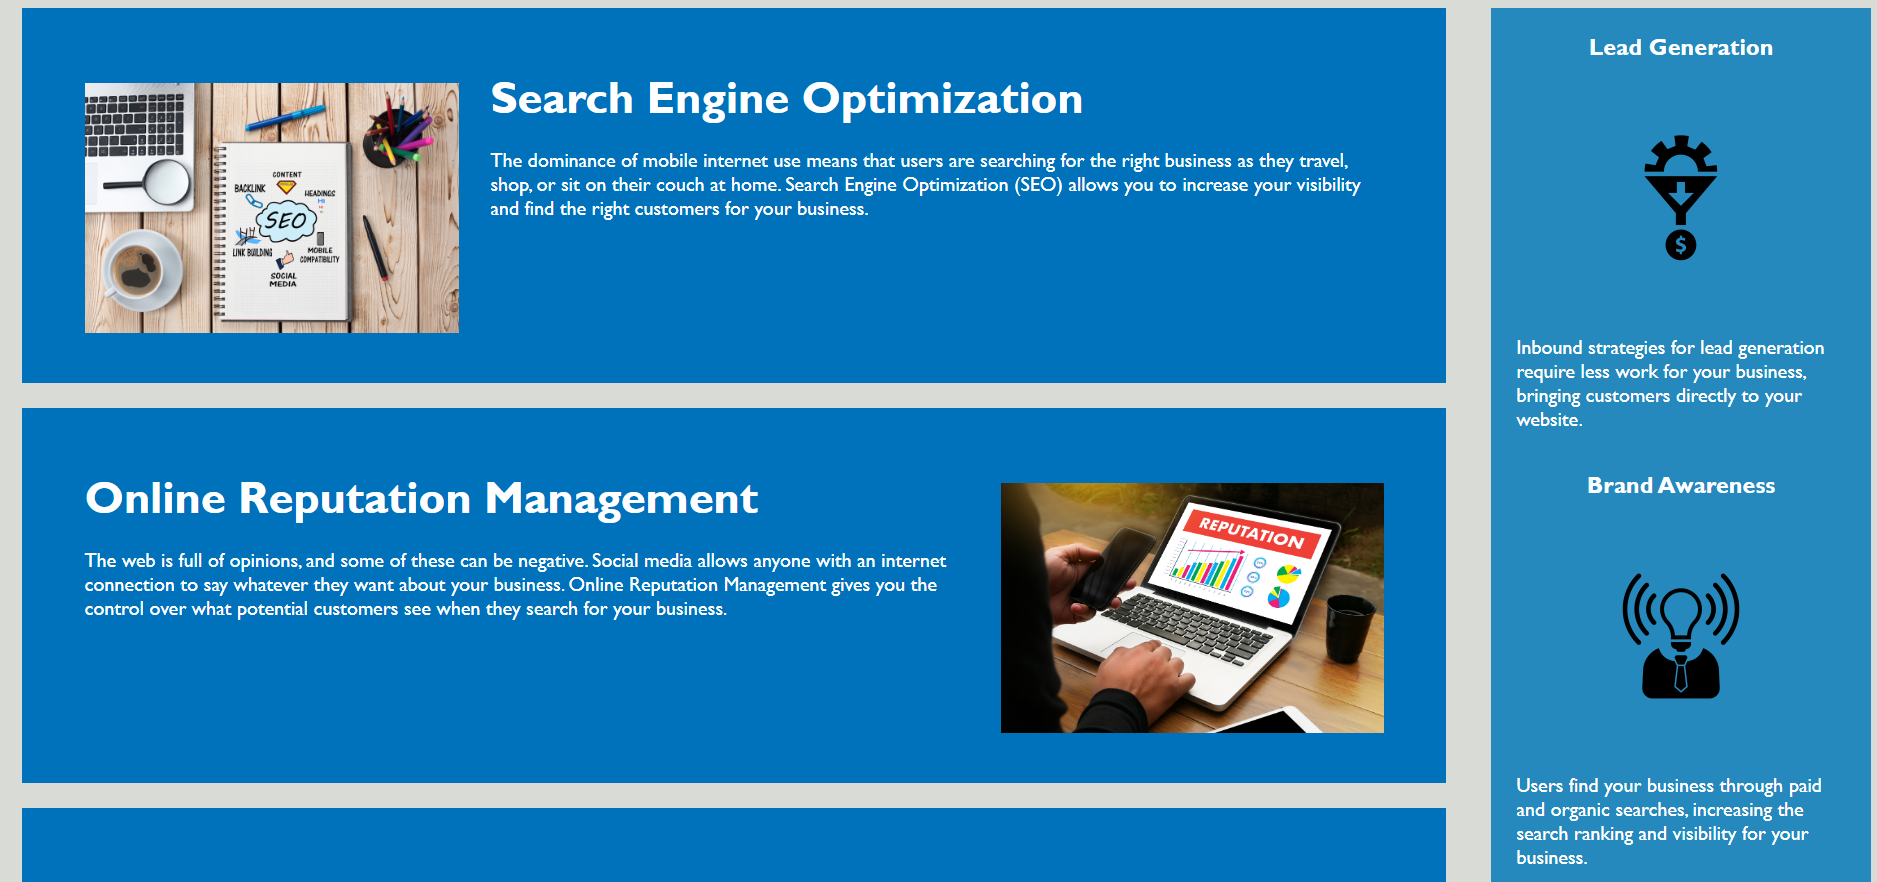 Search Engine Optimization
The dominance of mobile internet use means that users are searching for the right business as they travel,
shop, or sit on their couch at home. Search Engine Optimization (SEO) allows you to increase your visibility
and find the right customers for your business.
CONTENT
BACKLINK
HEADINGS
H1
SEO
LINK BUILDING
MOBILE
COMPATIBILITY
SOCIAL
MEDIA
Online Reputation Management
The web is full of opinions, and some of these can be negative. Social media allows anyone with an internet
connection to say whatever they want about your business. Online Reputation Management gives you the
control over what potential customers see when they search for your business.
REPUTATION
Lead Generation
$
Inbound strategies for lead generation
require less work for your business,
bringing customers directly to your
website.
Brand Awareness
Users find your business through paid
and organic searches, increasing the
search ranking and visibility for your
business.